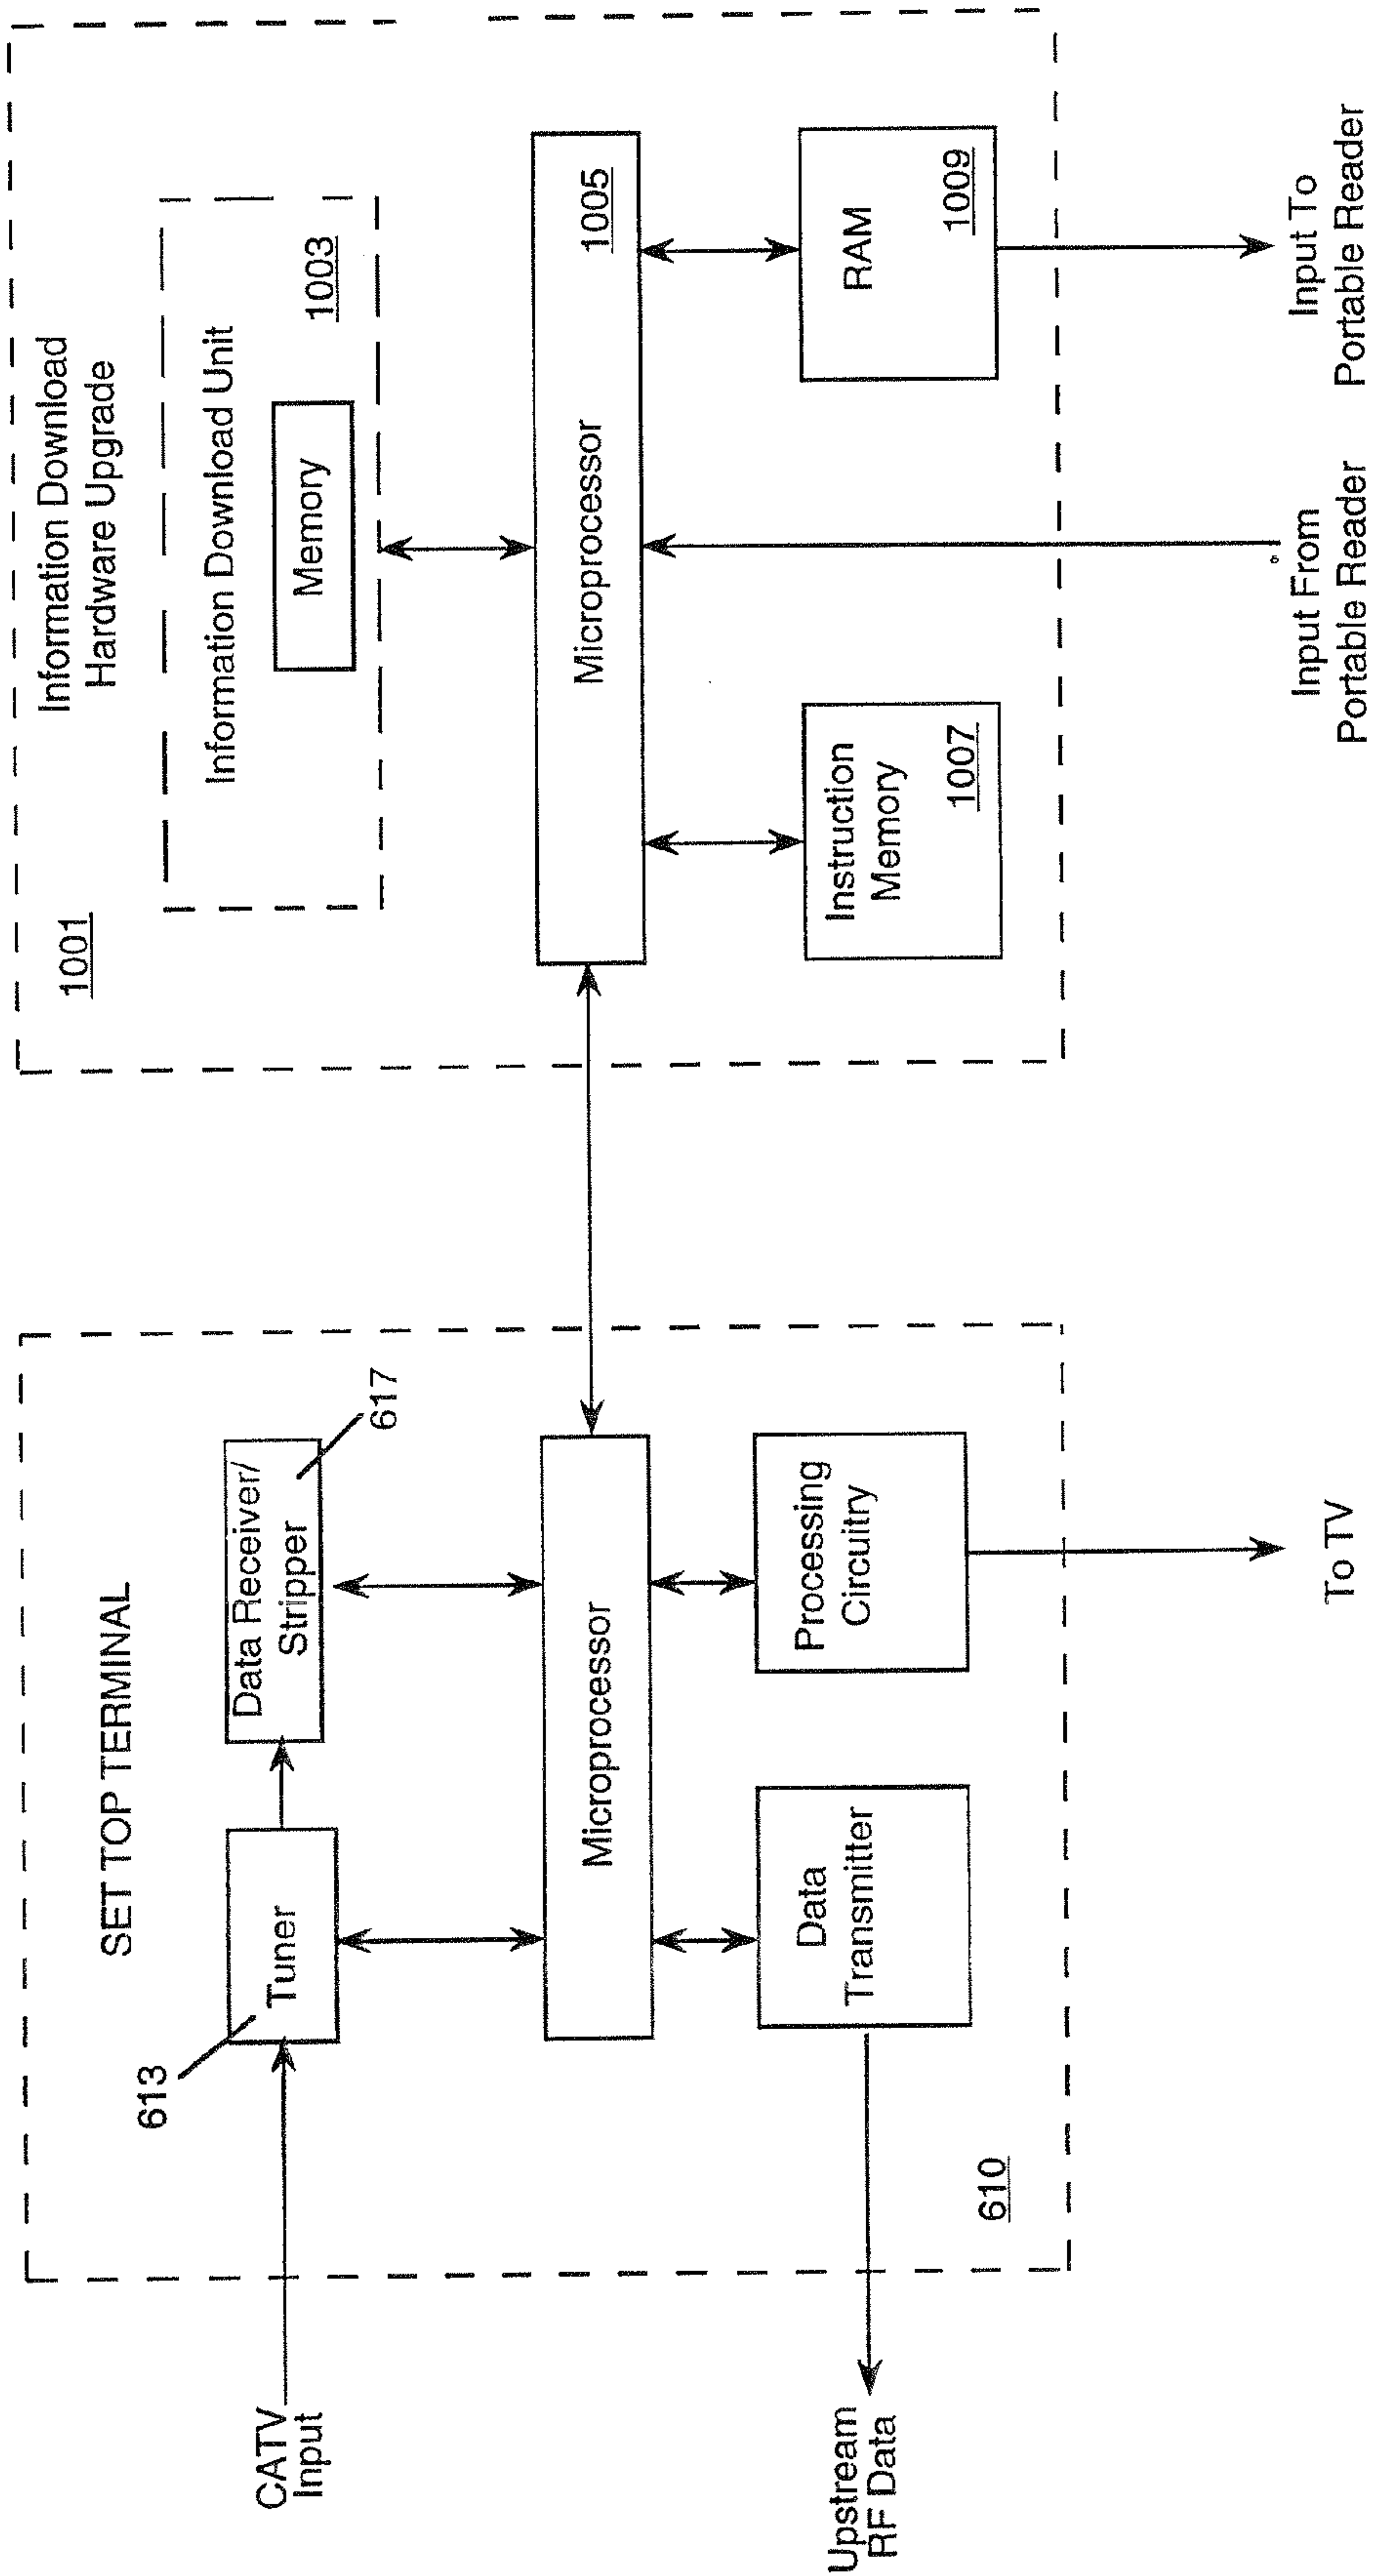 SET TOP TERMINAL
613
Tuner
Data Receiver/
Stripper
617
CATV
Input
Microprocessor
Data
Transmitter
Processing
Circuitry
610
Upstream
RF Data
To TV
1001
Information Download
Hardware Upgrade
Information Download Unit
1003
Memory
Microprocessor
1005
Instruction
Memory
1007
RAM
1009
Input From
Portable Reader
Input To
Portable Reader